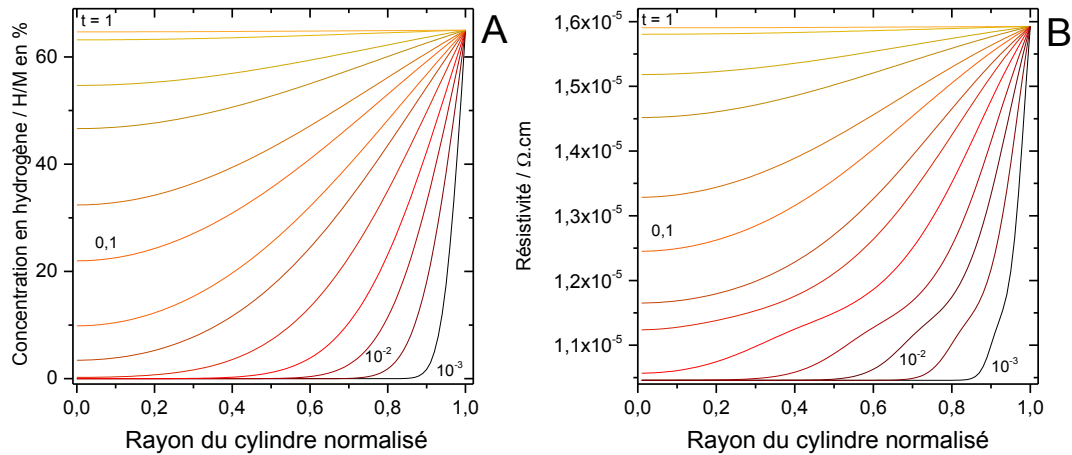 A
Concentration en hydrogène / H/M en %
60
40
20
0
t = 1
0,1
10-2
10-3
0,0 0,2 0,4 0,6 0,8 1,0
Rayon du cylindre normalisé
B
Résistivité / Ω.cm
1,6x10-5
1,5x10-5
1,4x10-5
1,3x10-5
1,2x10-5
1,1x10-5
t = 1
0,1
10-2
10-3
0,0 0,2 0,4 0,6 0,8 1,0
Rayon du cylindre normalisé